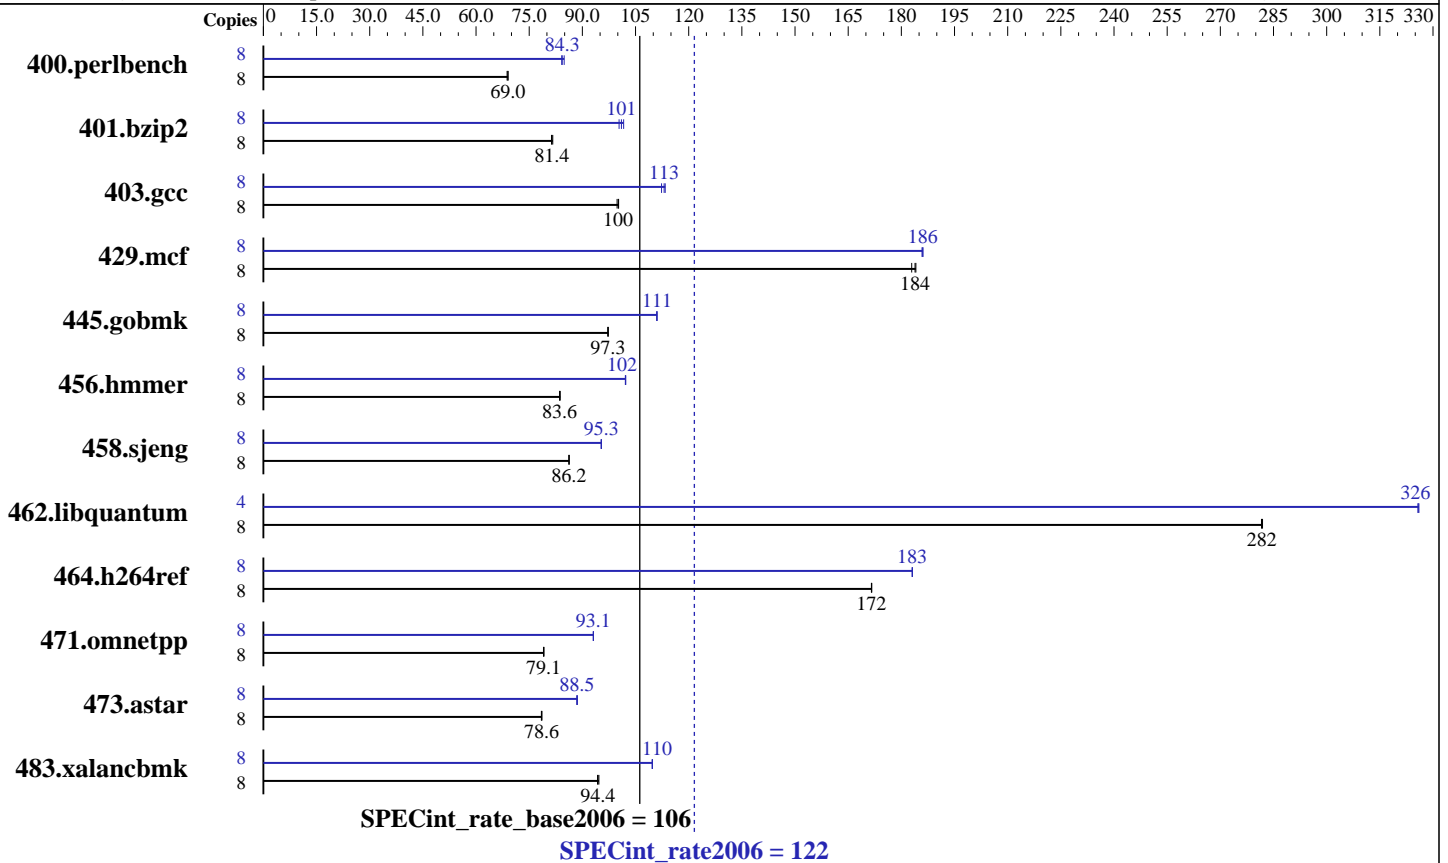 Copies 0 15.0 30.0 45.0 60.0 75.0 90.0 105 120 135 150 165 180 195 210 225 240 255 270 285 300 315 330
400.perlbench 8 84.3
8 69.0
401.bzip2 8 101
8 81.4
403.gcc 8 113
8 100
429.mcf 8 186
8 184
445.gobmk 8 111
8 97.3
456.hmmer 8 102
8 83.6
458.sjeng 8 95.3
8 86.2
462.libquantum 4 326
8 282
464.h264ref 8 183
8 172
471.omnetpp 8 93.1
8 79.1
473.astar 8 88.5
8 78.6
483.xalancbmk 8 110
8 94.4
SPECint_rate_base2006 = 106
SPECint_rate2006 = 122